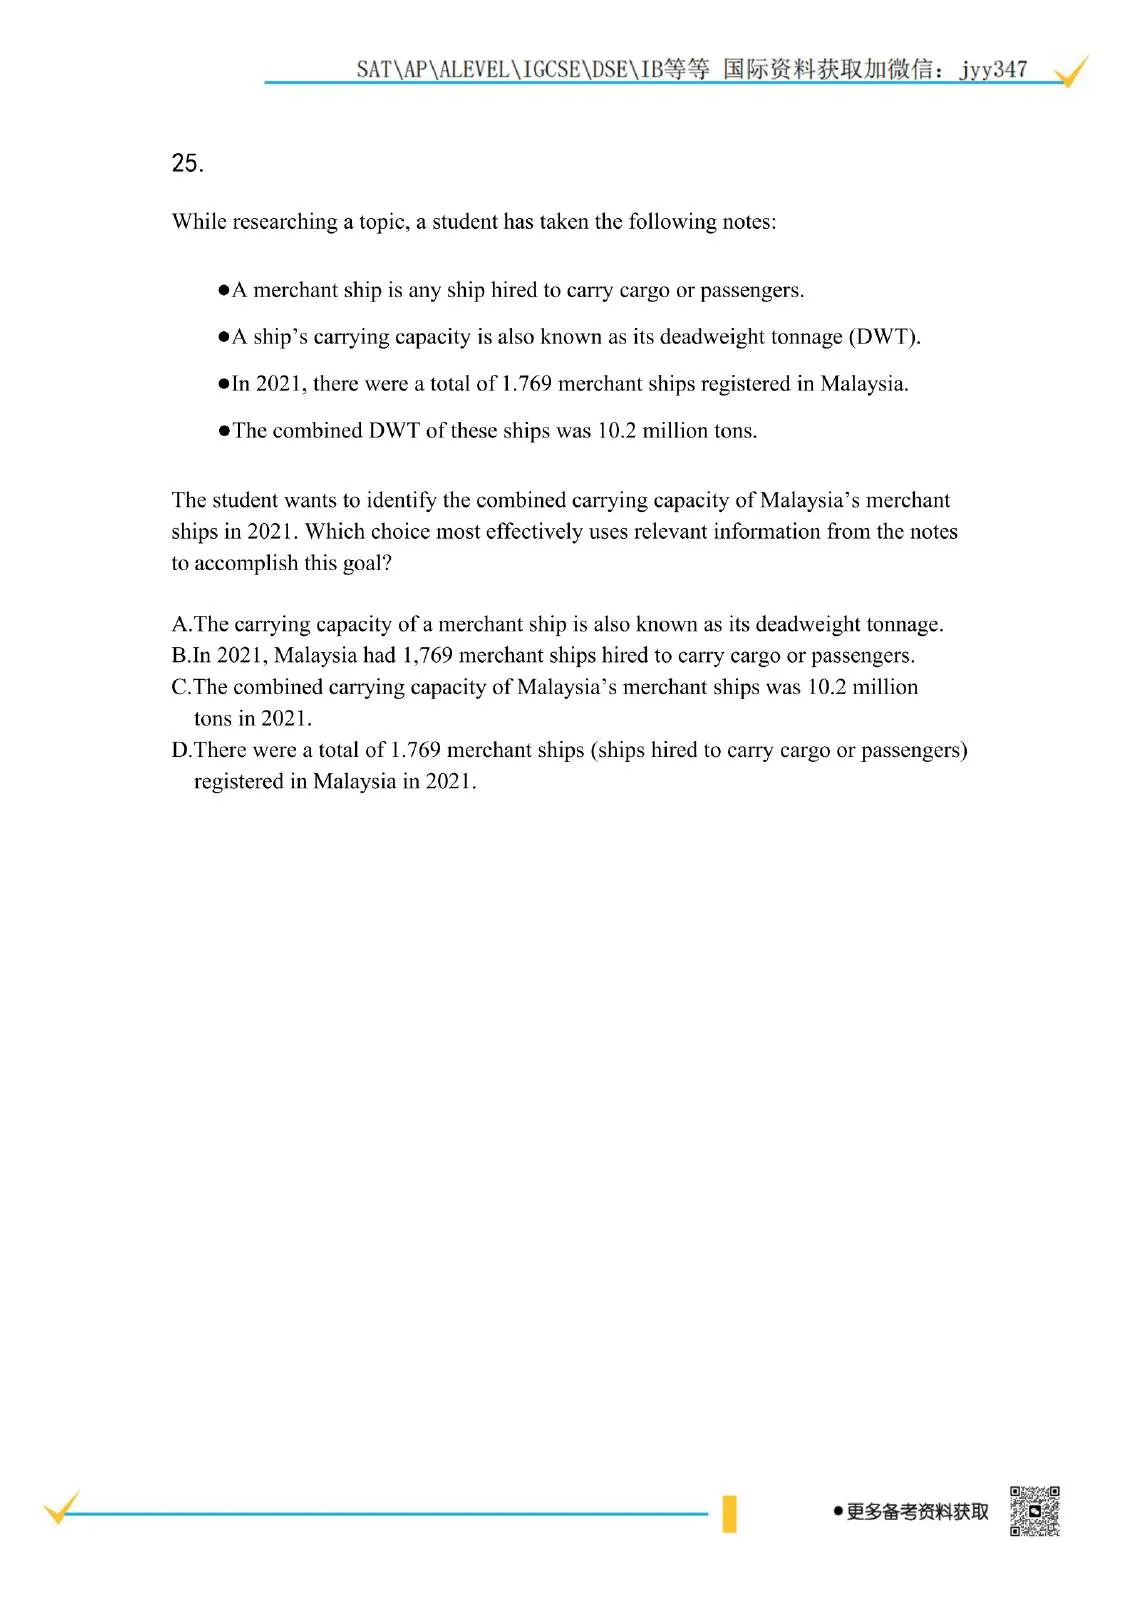 SAT\AP\ALEVEL\IGCSE\DSE\IB等等 国际资料获取加微信：jyy347
25.
While researching a topic, a student has taken the following notes:
●A merchant ship is any ship hired to carry cargo or passengers.
●A ship’s carrying capacity is also known as its deadweight tonnage (DWT).
●In 2021, there were a total of 1.769 merchant ships registered in Malaysia.
●The combined DWT of these ships was 10.2 million tons.
The student wants to identify the combined carrying capacity of Malaysia’s merchant
ships in 2021. Which choice most effectively uses relevant information from the notes
to accomplish this goal?
A.The carrying capacity of a merchant ship is also known as its deadweight tonnage.
B.In 2021, Malaysia had 1,769 merchant ships hired to carry cargo or passengers.
C.The combined carrying capacity of Malaysia’s merchant ships was 10.2 million
tons in 2021.
D.There were a total of 1.769 merchant ships (ships hired to carry cargo or passengers)
registered in Malaysia in 2021.
●更多备考资料获取